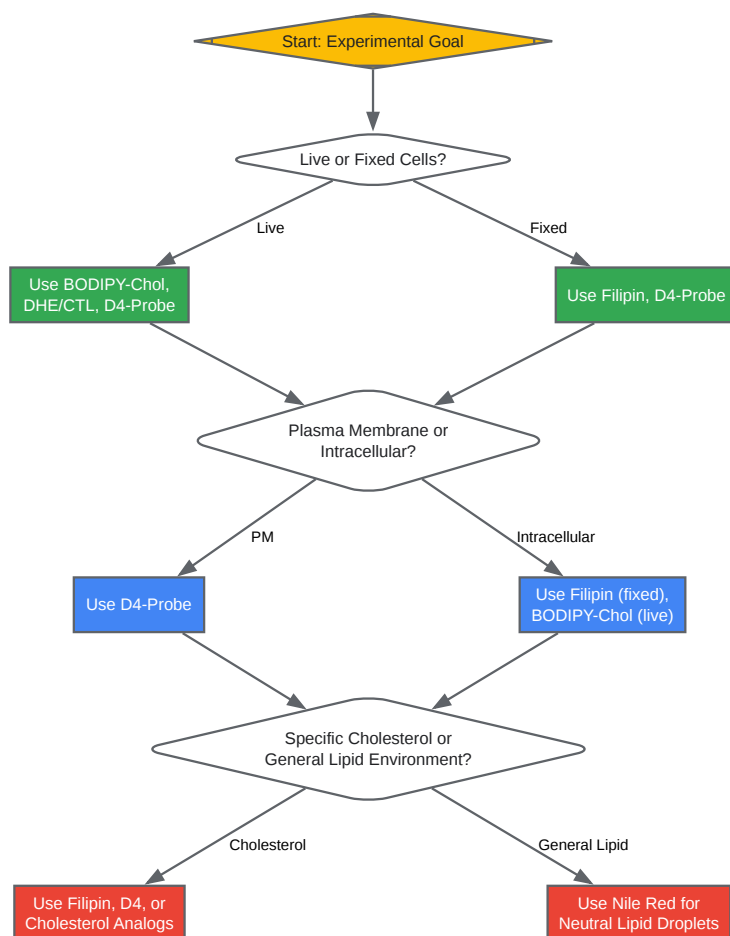 Start: Experimental Goal
Live or Fixed Cells?
Live
Fixed
Use BODIPY-Chol,
DHE/CTL, D4-Probe
Use Filipin, D4-Probe
Plasma Membrane or
Intracellular?
PM
Intracellular
Use D4-Probe
Use Filipin (fixed),
BODIPY-Chol (live)
Specific Cholesterol or
General Lipid Environment?
Cholesterol
General Lipid
Use Filipin, D4, or
Cholesterol Analogs
Use Nile Red for
Neutral Lipid Droplets